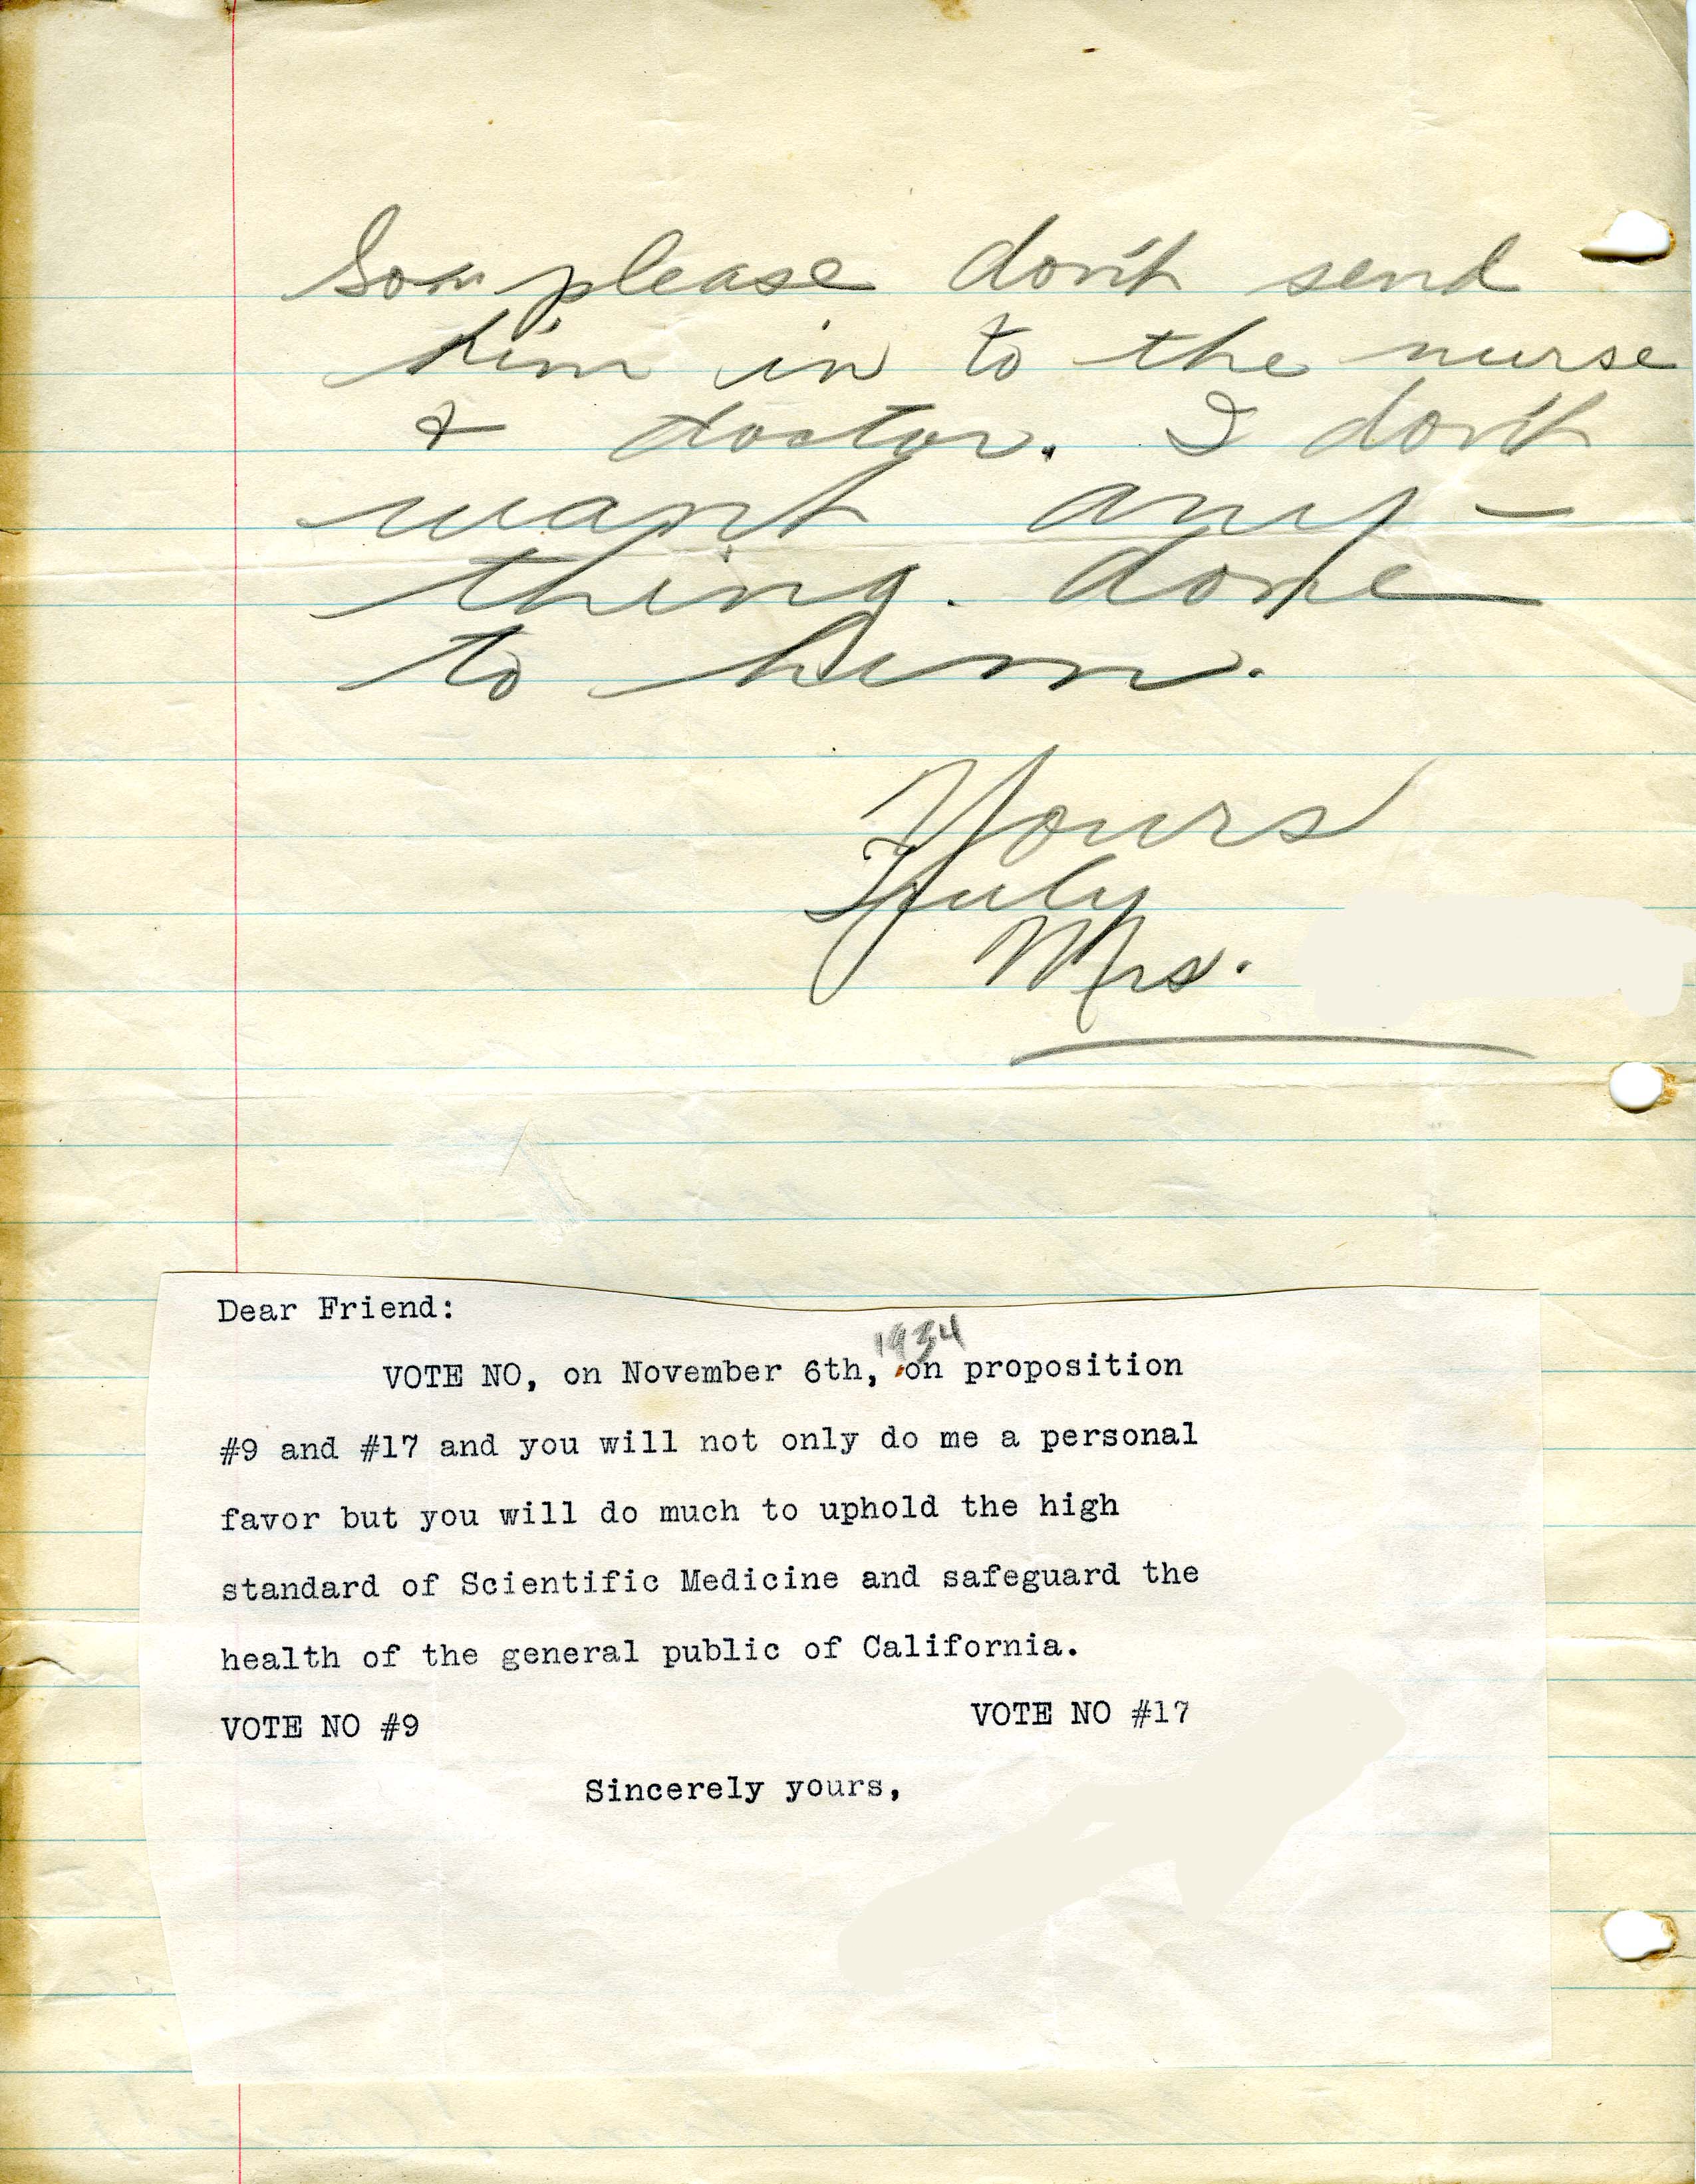 So please don't send
him in to the nurse
& doctor. I don't
want any-
thing. done
to him.
Yours
Truly
Mrs.
Dear Friend:
1934
VOTE NO, on November 6th, on proposition
#9 and #17 and you will not only do me a personal
favor but you will do much to uphold the high
standard of Scientific Medicine and safeguard the
health of the general public of California.
VOTE NO #9 VOTE NO #17
Sincerely yours,